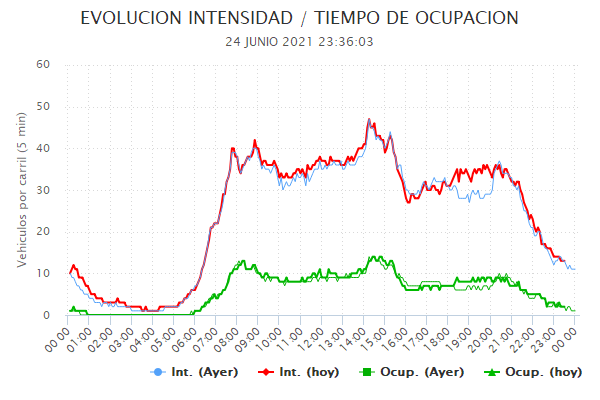 EVOLUCION INTENSIDAD / TIEMPO DE OCUPACION
24 JUNIO 2021 23:36:03
Vehiculos por carril (5 min)
60
50
40
30
20
10
0
00:00 01:00 02:00 03:00 04:00 05:00 06:00 07:00 08:00 09:00 10:00 11:00 12:00 13:00 14:00 15:00 16:00 17:00 18:00 19:00 20:00 21:00 22:00 23:00 00:00
Int. (Ayer) Int. (hoy) Ocup. (Ayer) Ocup. (hoy)